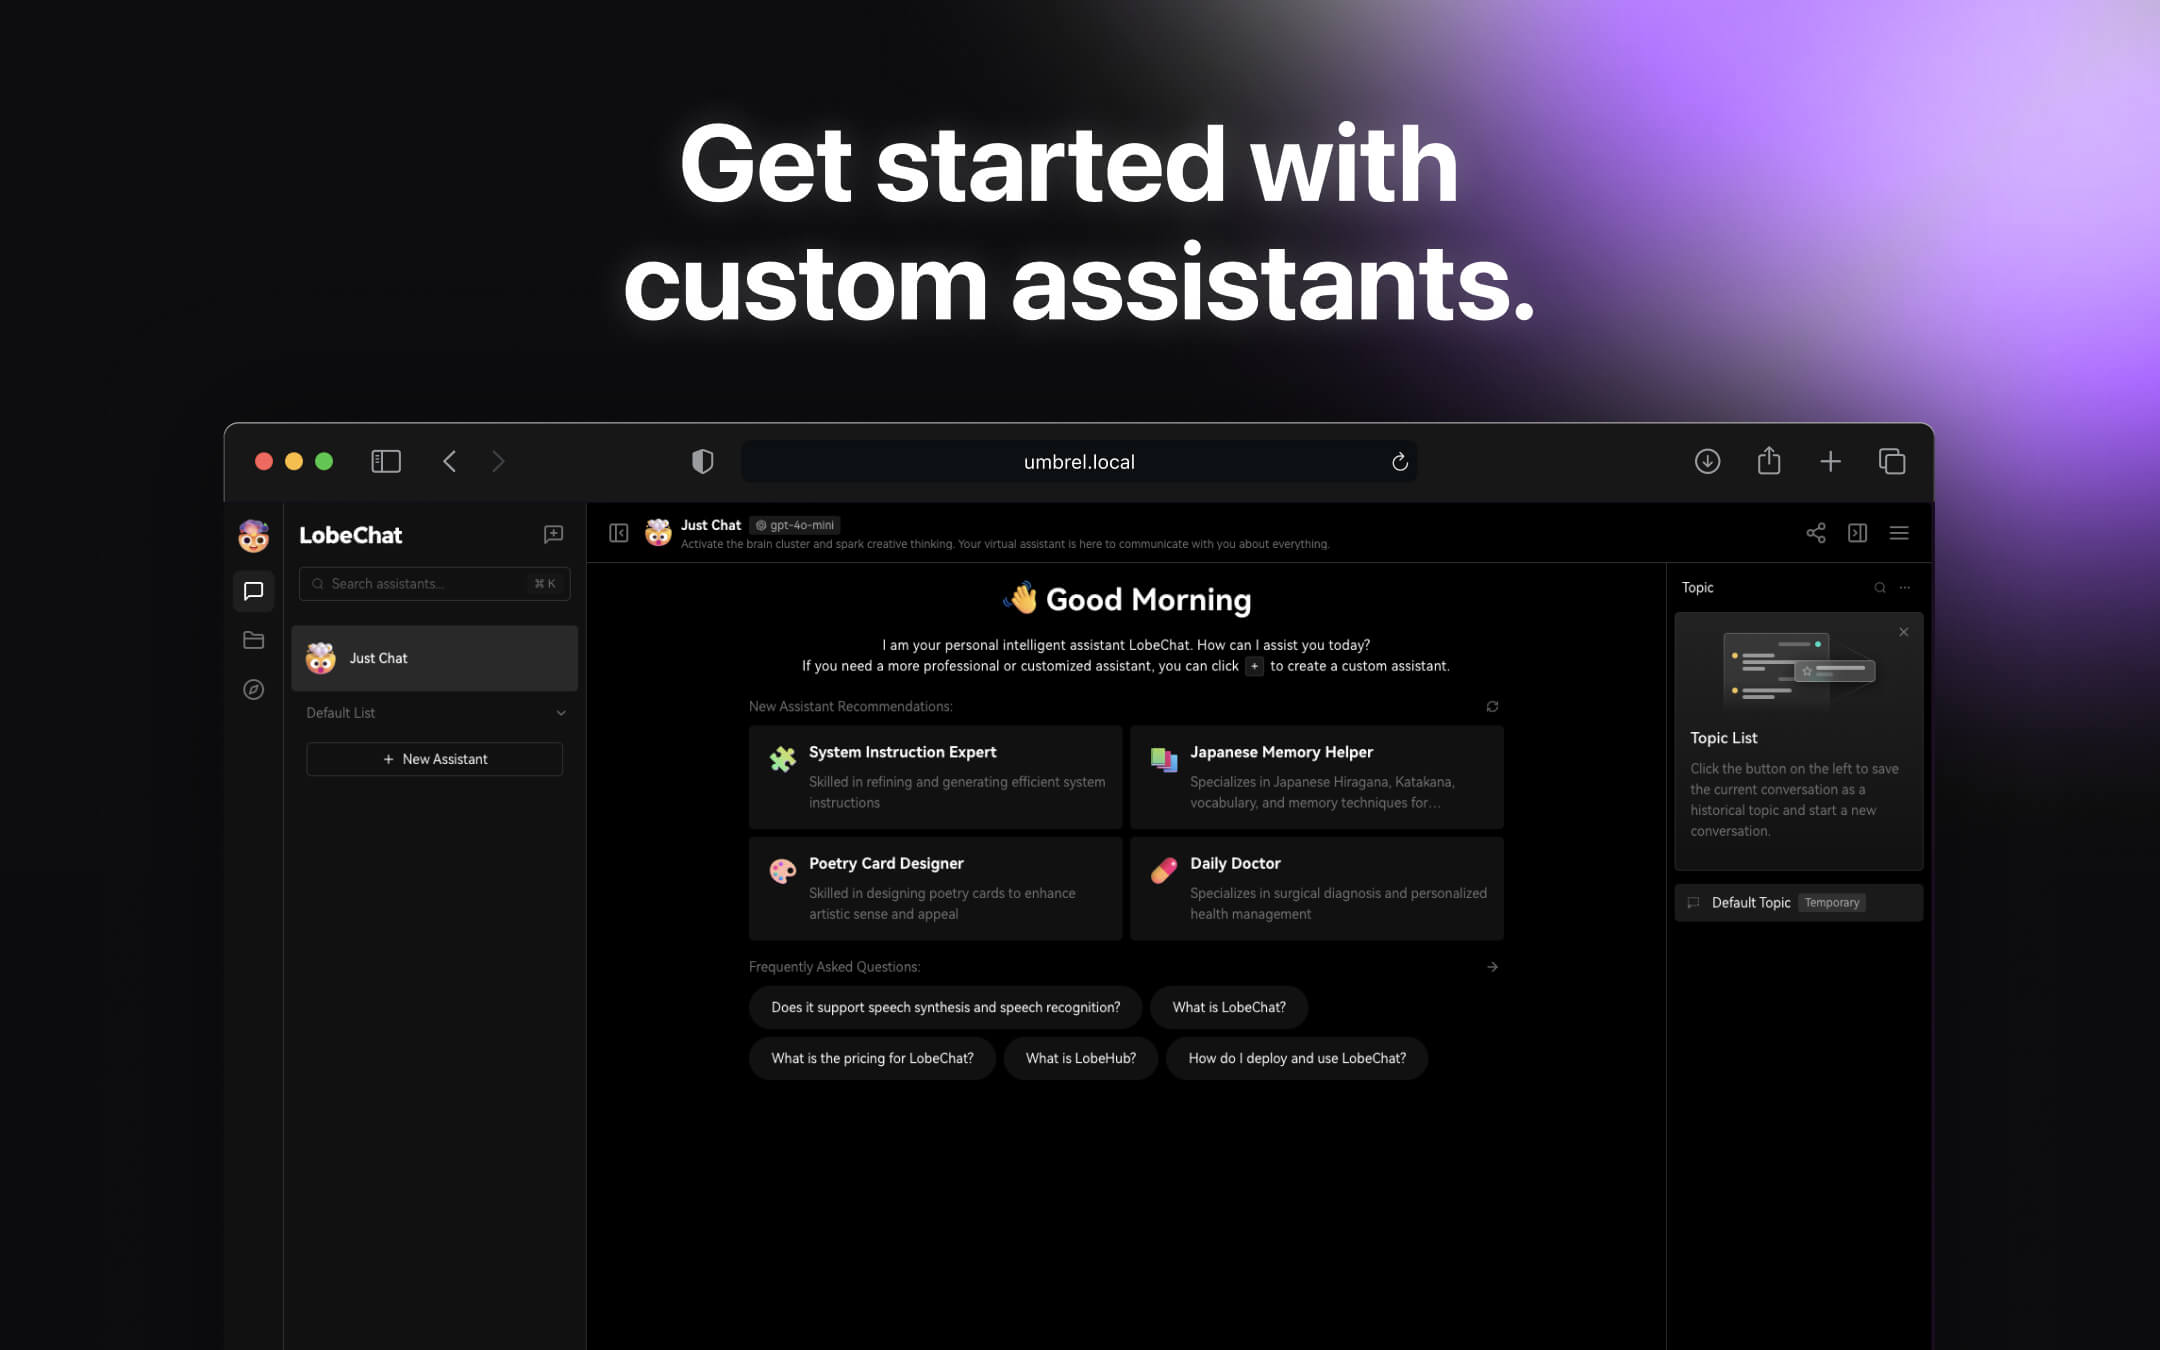 Get started with
custom assistants.
umbrel.local
LobeChat
Search assistants...
⌘ K
Just Chat
Default List
+ New Assistant
Just Chat
gpt-4o-mini
Activate the brain cluster and spark creative thinking. Your virtual assistant is here to communicate with you about everything.
👋 Good Morning
I am your personal intelligent assistant LobeChat. How can I assist you today?
If you need a more professional or customized assistant, you can click + to create a custom assistant.
New Assistant Recommendations:
System Instruction Expert
Skilled in refining and generating efficient system
instructions
Japanese Memory Helper
Specializes in Japanese Hiragana, Katakana,
vocabulary, and memory techniques for...
Poetry Card Designer
Skilled in designing poetry cards to enhance
artistic sense and appeal
Daily Doctor
Specializes in surgical diagnosis and personalized
health management
Frequently Asked Questions:
Does it support speech synthesis and speech recognition?
What is LobeChat?
What is the pricing for LobeChat?
What is LobeHub?
How do I deploy and use LobeChat?
Topic
Topic List
Click the button on the left to save
the current conversation as a
historical topic and start a new
conversation.
Default Topic
Temporary